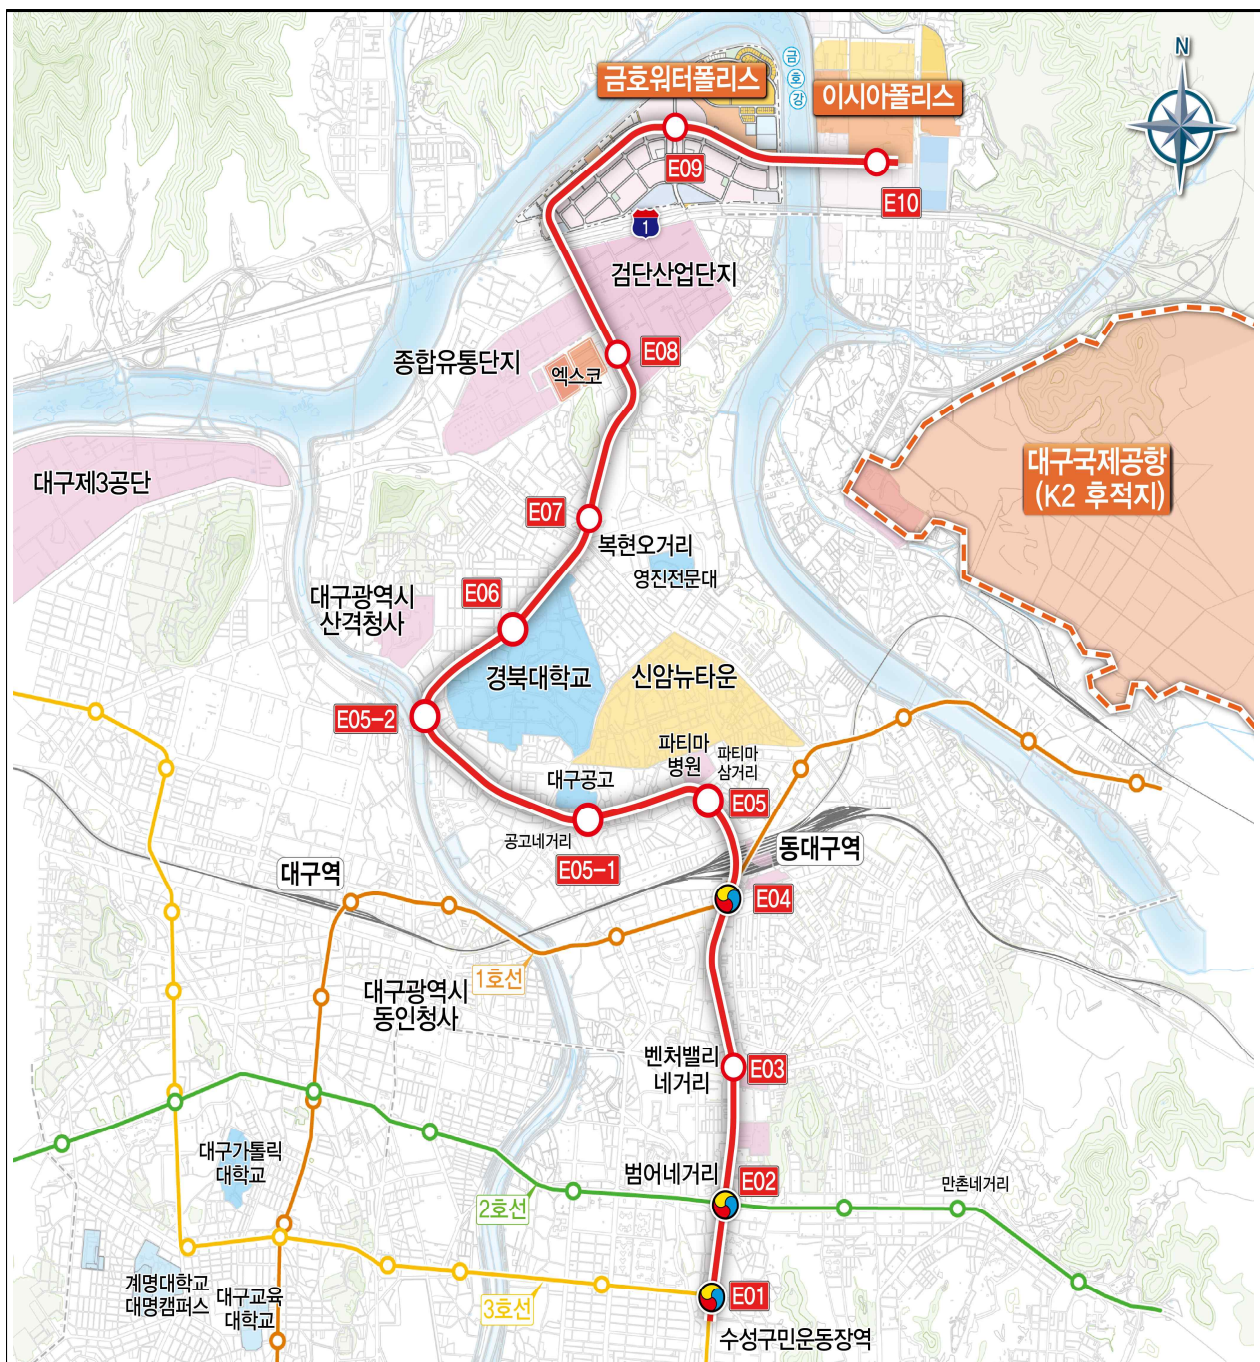 N
금호강
금호워터폴리스
이시아폴리스
E09
E10
1
검단산업단지
E08
종합유통단지
엑스코
대구제3공단
대구국제공항
(K2 후적지)
E07
복현오거리
영진전문대
E06
대구광역시
산격청사
경북대학교
신암뉴타운
E05-2
파티마
병원
파티마
삼거리
대구공고
E05
공고네거리
E05-1
동대구역
대구역
E04
1호선
대구광역시
동인청사
벤처밸리
네거리
E03
대구가톨릭
대학교
범어네거리
E02
만촌네거리
2호선
계명대학교
대명캠퍼스
대구교육
대학교
3호선
E01
수성구민운동장역